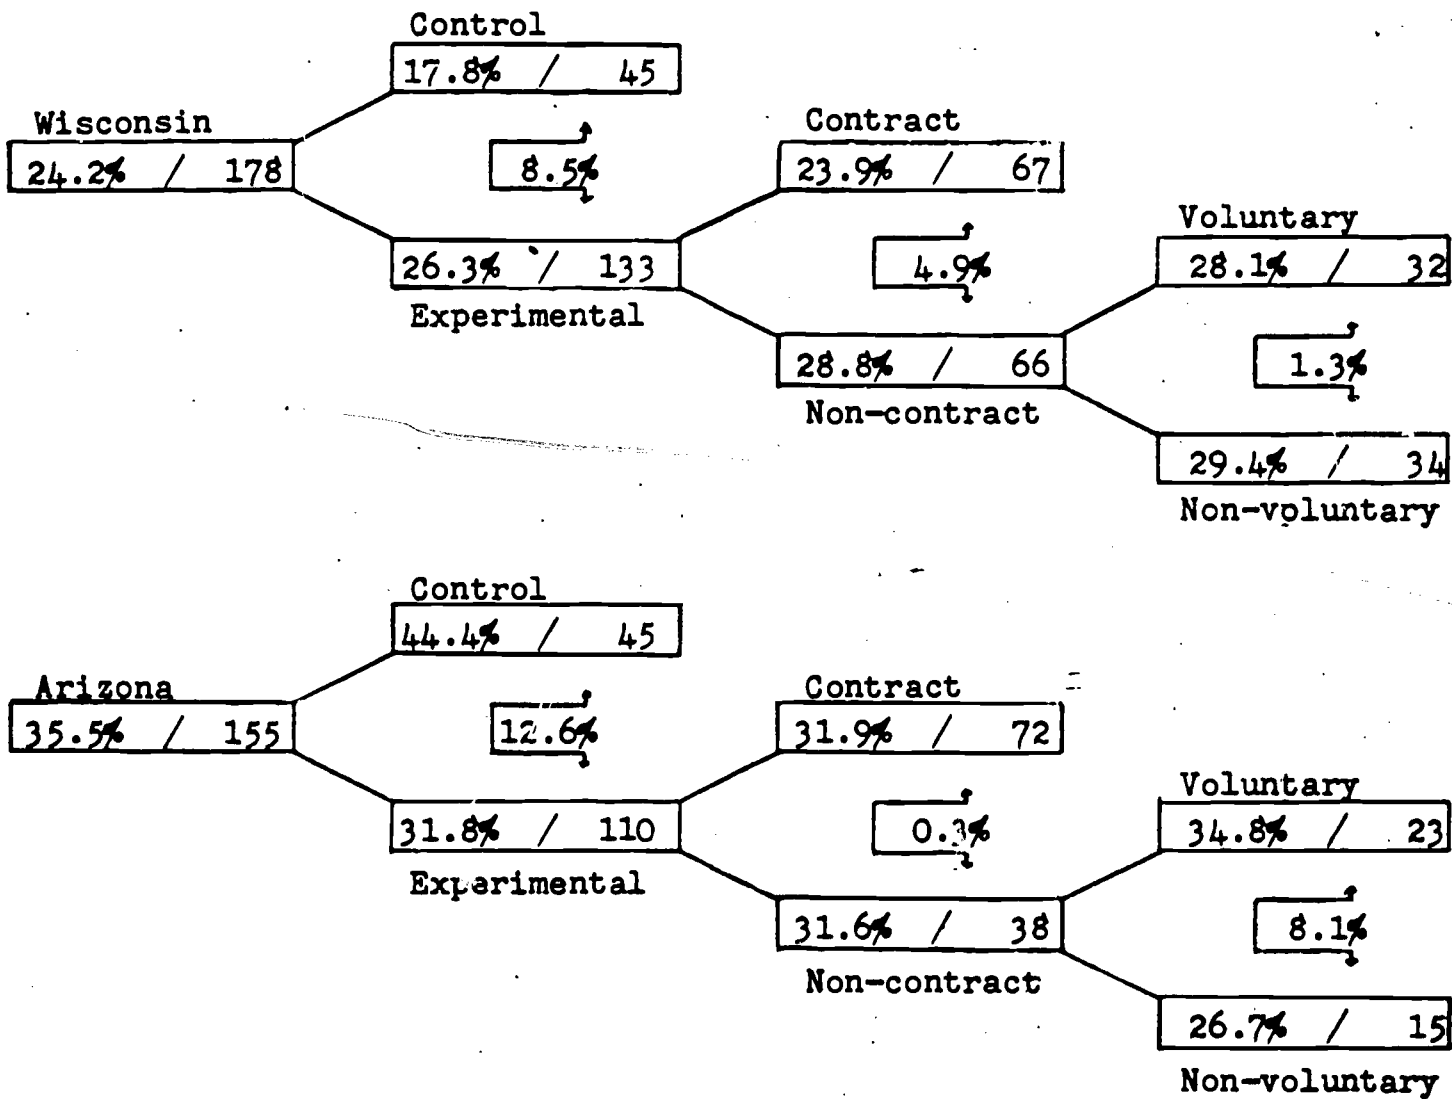 Control
17.8% / 45
Wisconsin
Contract
24.2% / 178
8.5%
23.9% / 67
Voluntary
26.3% / 133
4.9%
28.1% / 32
Experimental
28.8% / 66
1.3%
Non-contract
29.4% / 34
Non-voluntary
Control
44.4% / 45
Arizona
Contract
35.5% / 155
12.6%
31.9% / 72
Voluntary
31.8% / 110
0.3%
34.8% / 23
Experimental
31.6% / 38
8.1%
Non-contract
26.7% / 15
Non-voluntary